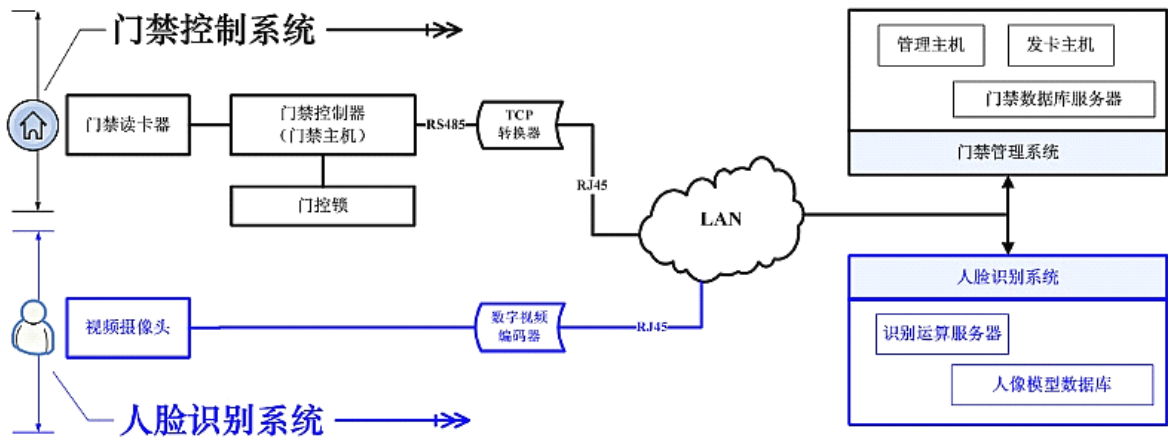 门禁控制系统
管理主机
发卡主机
门禁数据库服务器
门禁管理系统
门禁读卡器
门禁控制器
（门禁主机）
RS485
TCP
转换器
RJ45
门控锁
LAN
人脸识别系统
识别运算服务器
人像模型数据库
视频摄像头
数字视频
编码器
RJ45
人脸识别系统